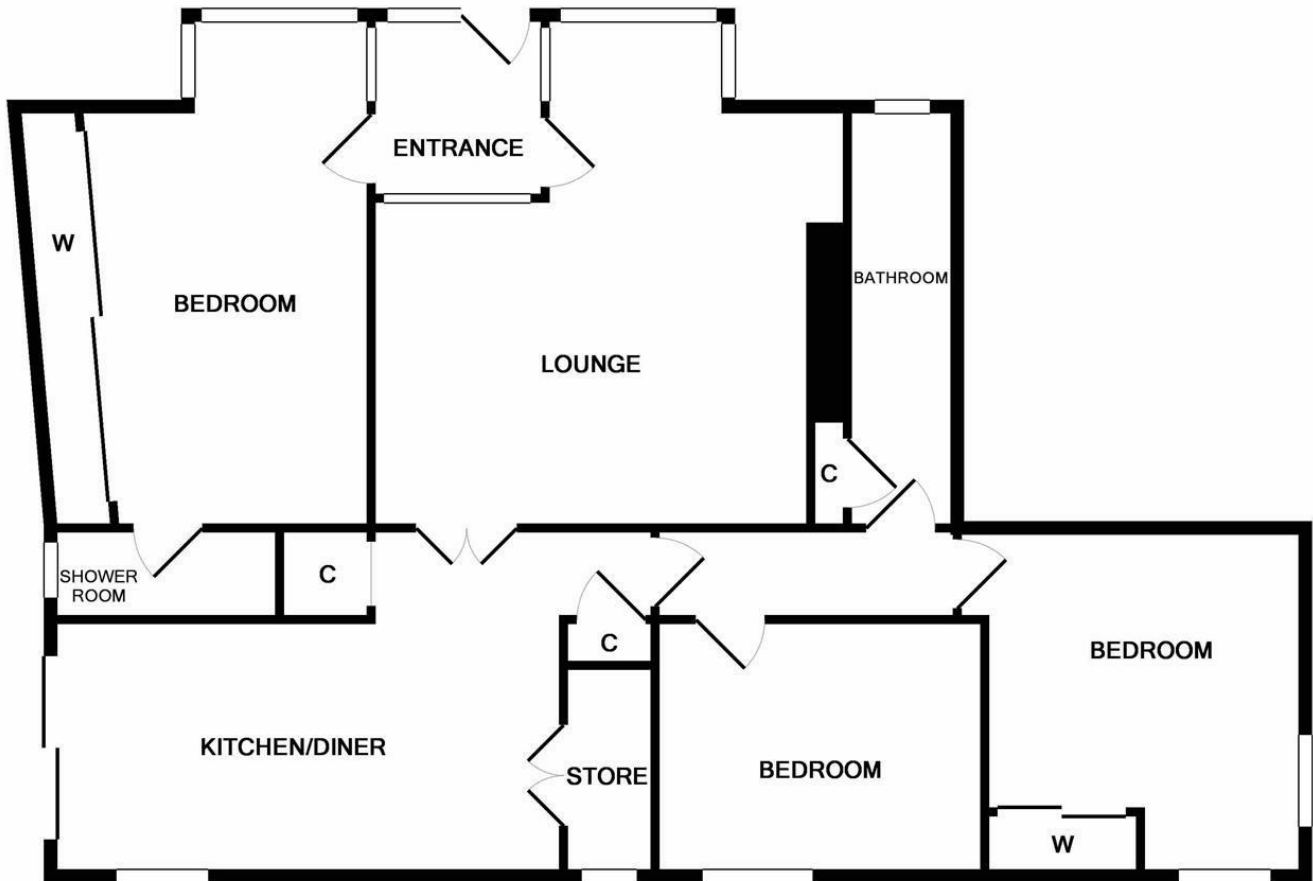 ENTRANCE
W
BEDROOM
BATHROOM
LOUNGE
C
SHOWER
ROOM
C
C
BEDROOM
KITCHEN/DINER
STORE
BEDROOM
W